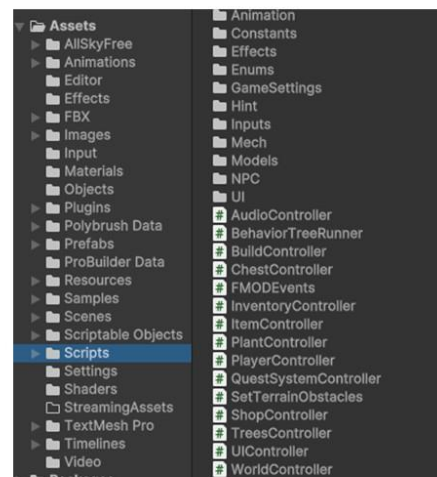 Assets
AllSkyFree
Animations
Editor
Effects
FBX
Images
Input
Materials
Objects
Plugins
Polybrush Data
Prefabs
ProBuilder Data
Resources
Samples
Scenes
Scriptable Objects
Scripts
Settings
Shaders
StreamingAssets
TextMesh Pro
Timelines
Video
Animation
Constants
Effects
Enums
GameSettings
Hint
Inputs
Mech
Models
NPC
UI
AudioController
BehaviorTreeRunner
BuildController
ChestController
FMODEvents
InventoryController
ItemController
PlantController
PlayerController
QuestSystemController
SetTerrainObstacles
ShopController
TreesController
UIController
WorldController